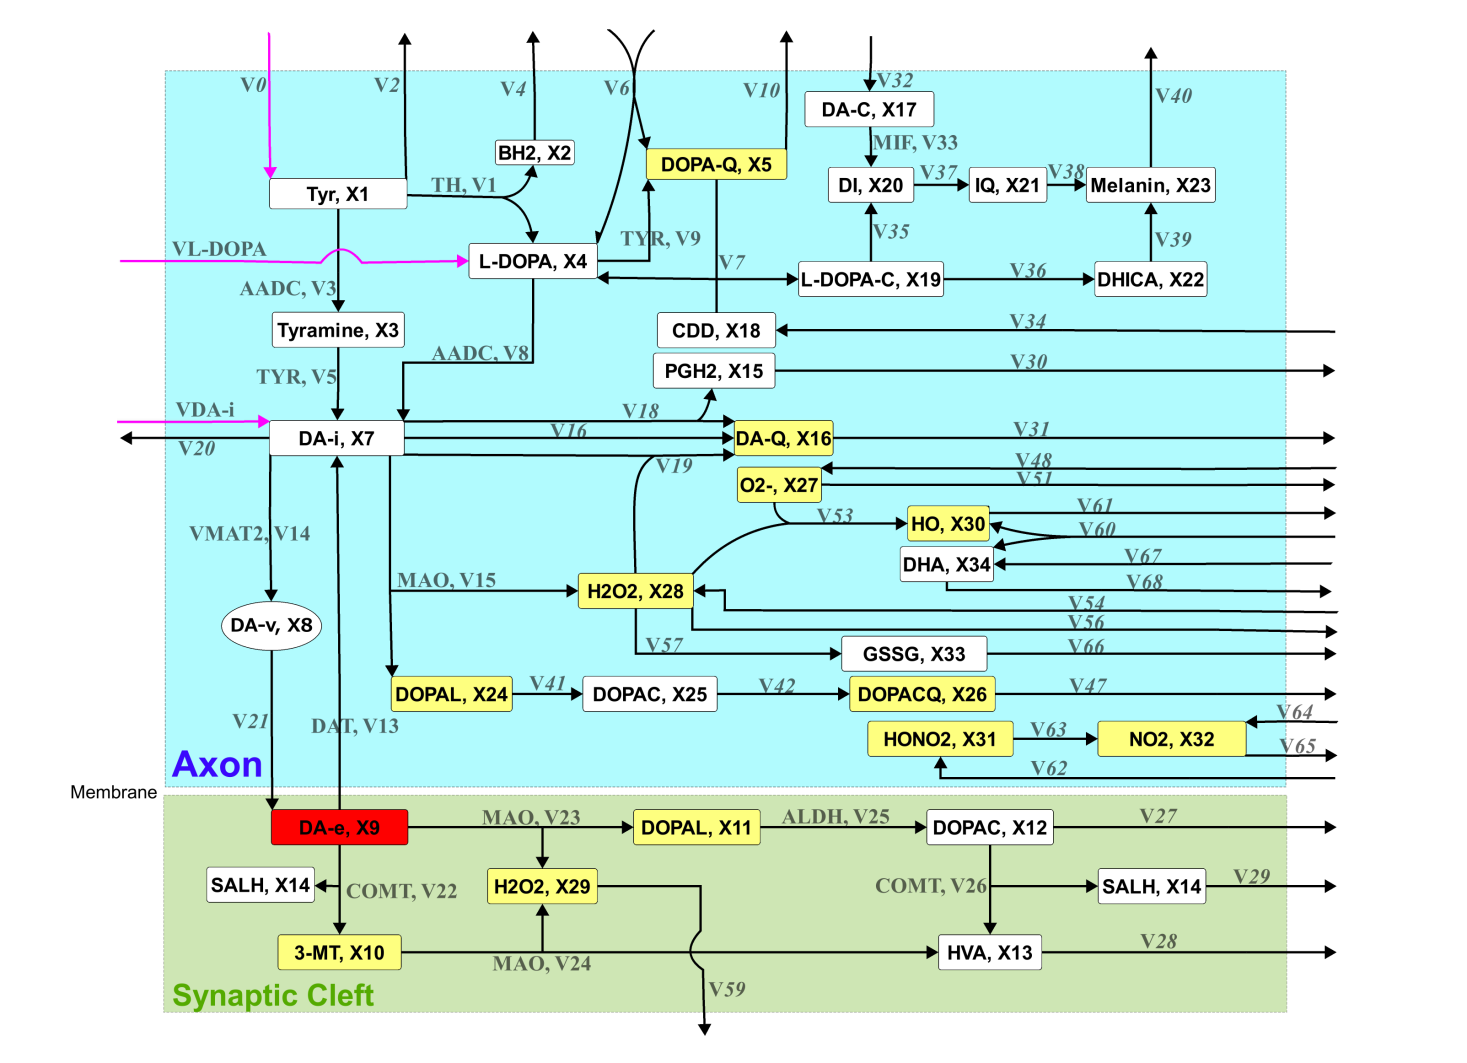 V0
V2
V4
V6
V10
V32
DA-C, X17
V40
MIF, V33
BH2, X2
DOPA-Q, X5
Tyr, X1
TH, V1
DI, X20
V37
IQ, X21
V38
Melanin, X23
VL-DOPA
L-DOPA, X4
TYR, V9
V7
V35
V39
L-DOPA-C, X19
V36
DHICA, X22
AADC, V3
Tyramine, X3
CDD, X18
V34
AADC, V8
PGH2, X15
V30
TYR, V5
VDA-i
V18
DA-i, X7
V16
DA-Q, X16
V31
V20
V19
V48
O2-, X27
V51
V61
VMAT2, V14
V53
HO, X30
V60
DHA, X34
V67
MAO, V15
H2O2, X28
V68
V54
DA-v, X8
V56
V57
GSSG, X33
V66
DOPAL, X24
V41
DOPAC, X25
V42
DOPACQ, X26
V47
V21
DAT, V13
HONO2, X31
V63
NO2, X32
V64
V65
V62
Axon
Membrane
DA-e, X9
MAO, V23
DOPAL, X11
ALDH, V25
DOPAC, X12
V27
SALH, X14
COMT, V22
H2O2, X29
COMT, V26
SALH, X14
V29
3-MT, X10
MAO, V24
HVA, X13
V28
Synaptic Cleft
V59